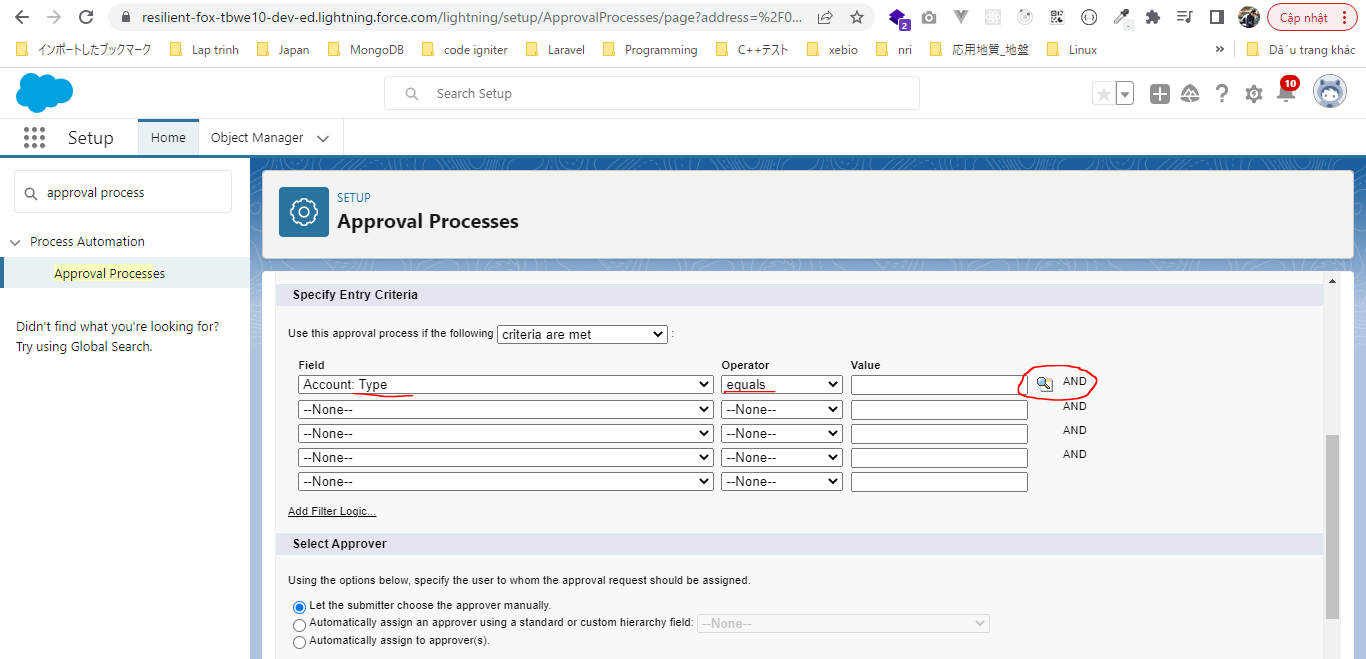 resilient-fox-tbwe10-dev-ed.lightning.force.com/lightning/setup/ApprovalProcesses/page?address=%2F0...
2
Cập nhật
インポートしたブックマーク
Lap trinh
Japan
MongoDB
code igniter
Laravel
Programming
C++テスト
xebio
nri
応用地質_地盤
Linux
»
Dấu trang khác
Search Setup
10
Setup
Home
Object Manager
approval process
Process Automation
Approval Processes
Didn't find what you're looking for?
Try using Global Search.
SETUP
Approval Processes
Specify Entry Criteria
Use this approval process if the following criteria are met :
Field Operator Value
Account: Type equals AND
--None-- --None-- AND
--None-- --None-- AND
--None-- --None-- AND
--None-- --None--
Add Filter Logic...
Select Approver
Using the options below, specify the user to whom the approval request should be assigned.
Let the submitter choose the approver manually.
Automatically assign an approver using a standard or custom hierarchy field: --None--
Automatically assign to approver(s).